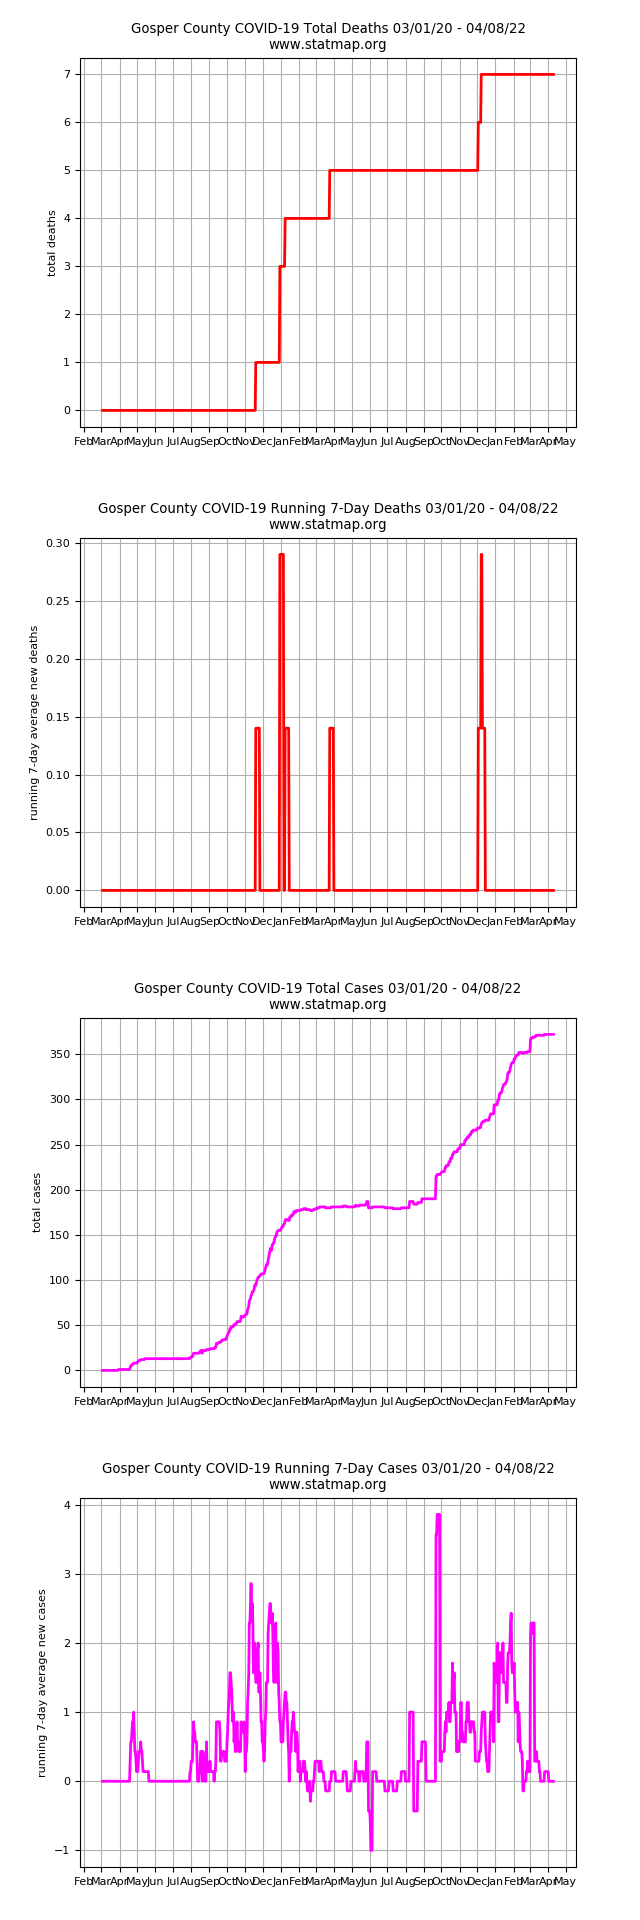 Gosper County COVID-19 Total Deaths 03/01/20 - 04/08/22
www.statmap.org
7
6
5
4
3
2
1
0
total deaths
Feb Mar Apr May Jun Jul Aug Sep Oct Nov Dec Jan Feb Mar Apr May Jun Jul Aug Sep Oct Nov Dec Jan Feb Mar Apr May
Gosper County COVID-19 Running 7-Day Deaths 03/01/20 - 04/08/22
www.statmap.org
0.30
0.25
0.20
0.15
0.10
0.05
0.00
running 7-day average new deaths
Feb Mar Apr May Jun Jul Aug Sep Oct Nov Dec Jan Feb Mar Apr May Jun Jul Aug Sep Oct Nov Dec Jan Feb Mar Apr May
Gosper County COVID-19 Total Cases 03/01/20 - 04/08/22
www.statmap.org
350
300
250
200
150
100
50
0
total cases
Feb Mar Apr May Jun Jul Aug Sep Oct Nov Dec Jan Feb Mar Apr May Jun Jul Aug Sep Oct Nov Dec Jan Feb Mar Apr May
Gosper County COVID-19 Running 7-Day Cases 03/01/20 - 04/08/22
www.statmap.org
4
3
2
1
0
−1
running 7-day average new cases
Feb Mar Apr May Jun Jul Aug Sep Oct Nov Dec Jan Feb Mar Apr May Jun Jul Aug Sep Oct Nov Dec Jan Feb Mar Apr May